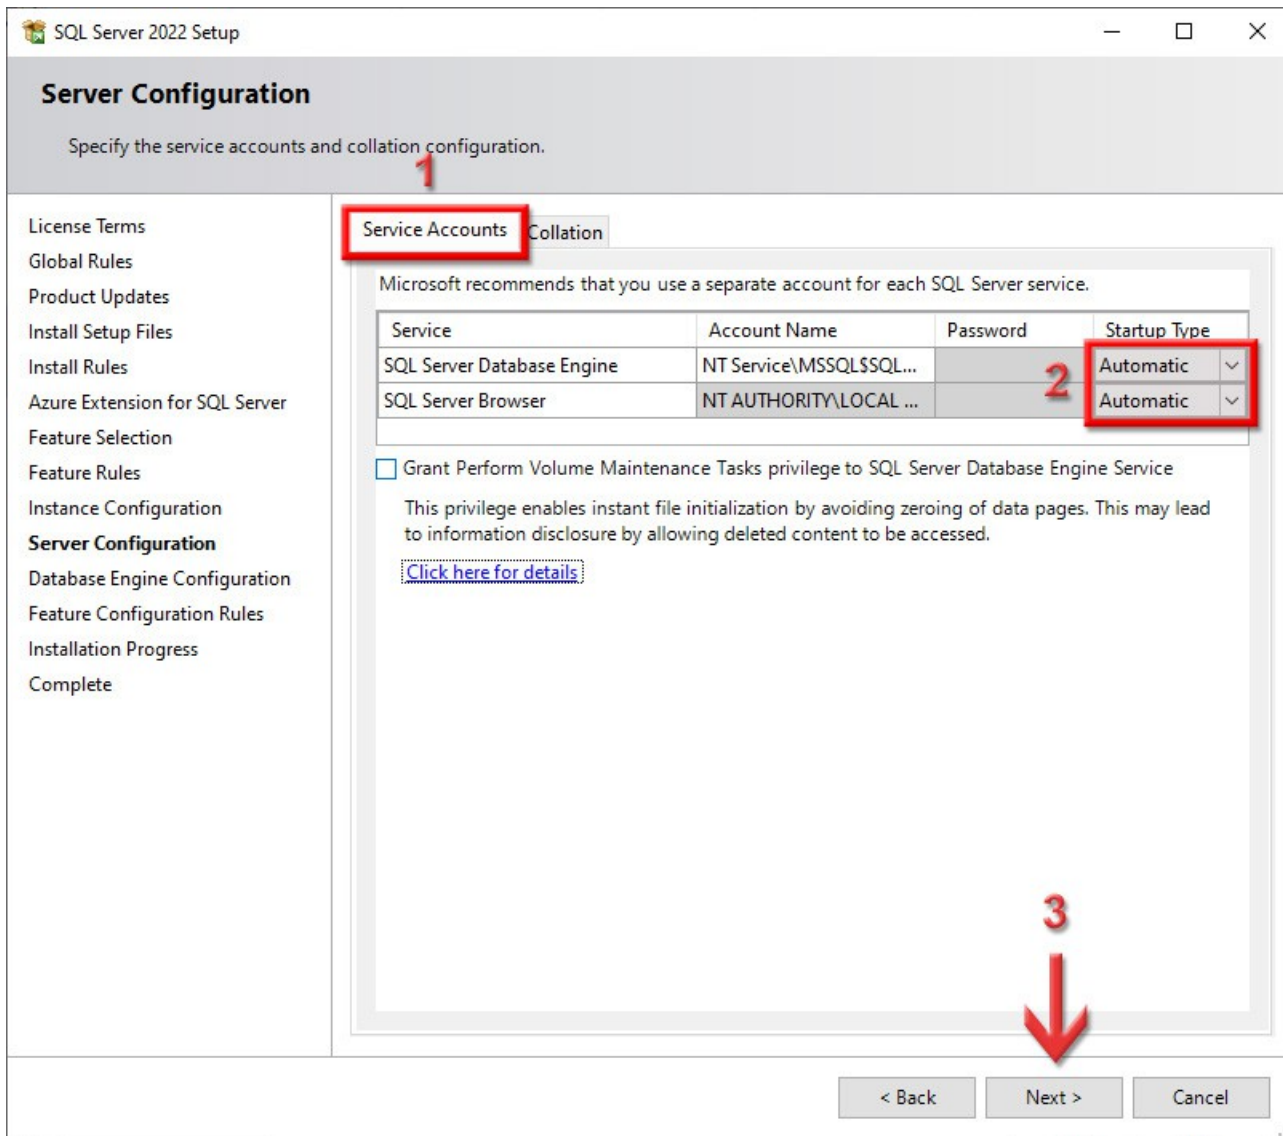 SQL Server 2022 Setup
Server Configuration
Specify the service accounts and collation configuration.
1
License Terms
Global Rules
Product Updates
Install Setup Files
Install Rules
Azure Extension for SQL Server
Feature Selection
Feature Rules
Instance Configuration
Server Configuration
Database Engine Configuration
Feature Configuration Rules
Installation Progress
Complete
Service Accounts Collation
Microsoft recommends that you use a separate account for each SQL Server service.
Service Account Name Password Startup Type
SQL Server Database Engine NT Service\MSSQL$SQL... Automatic
2
SQL Server Browser NT AUTHORITY\LOCAL ... Automatic
Grant Perform Volume Maintenance Tasks privilege to SQL Server Database Engine Service
This privilege enables instant file initialization by avoiding zeroing of data pages. This may lead
to information disclosure by allowing deleted content to be accessed.
Click here for details
3
< Back Next > Cancel